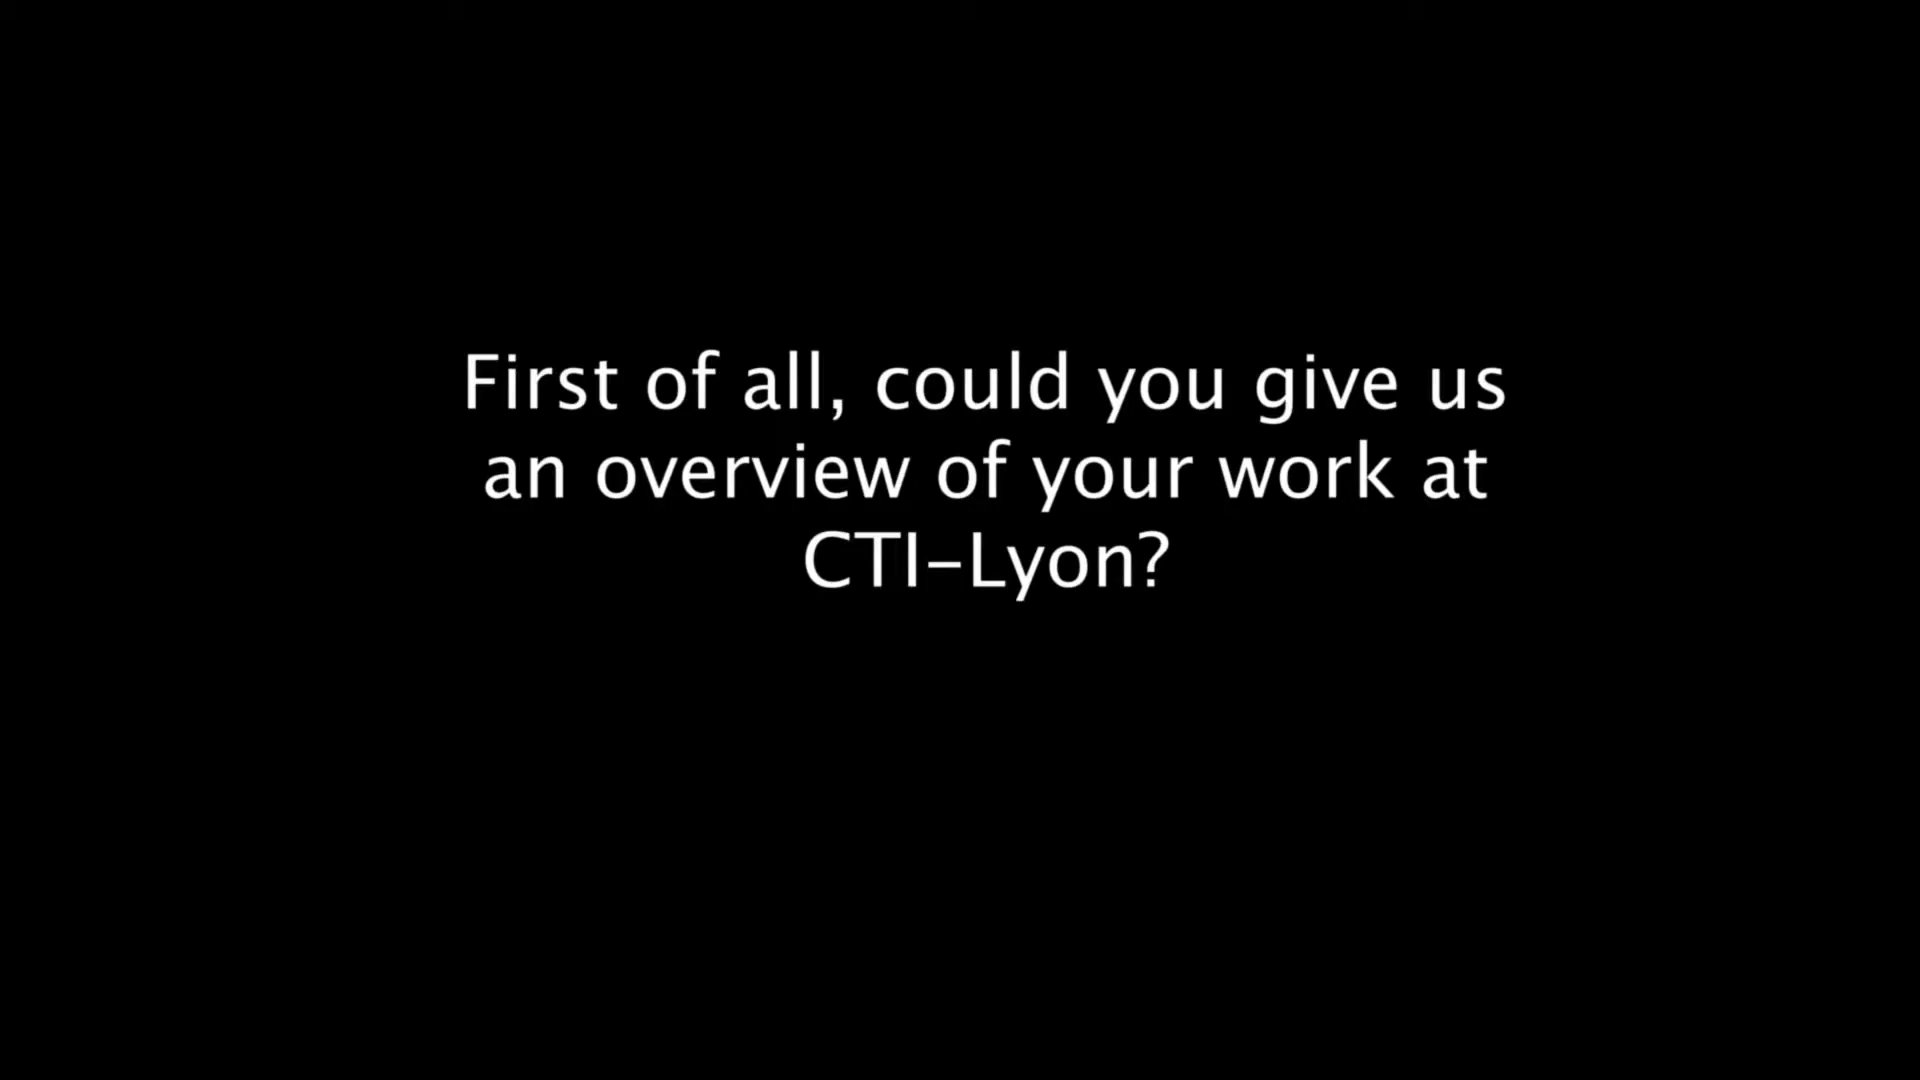 First of all, could you give us
an overview of your work at
CTI–Lyon?